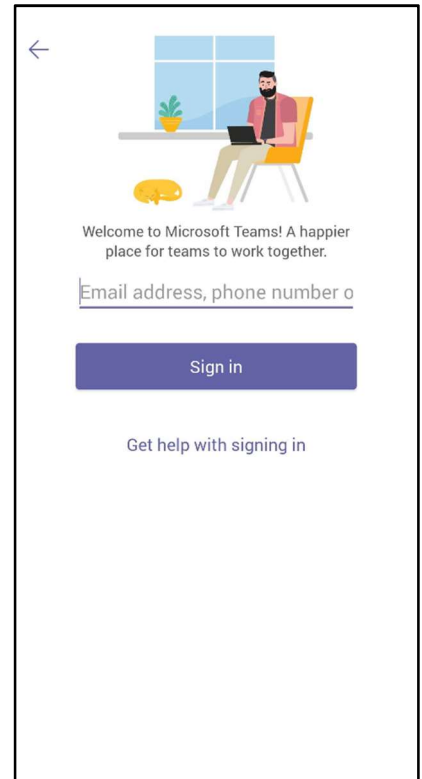 Welcome to Microsoft Teams! A happier
place for teams to work together.
Email address, phone number o
Sign in
Get help with signing in